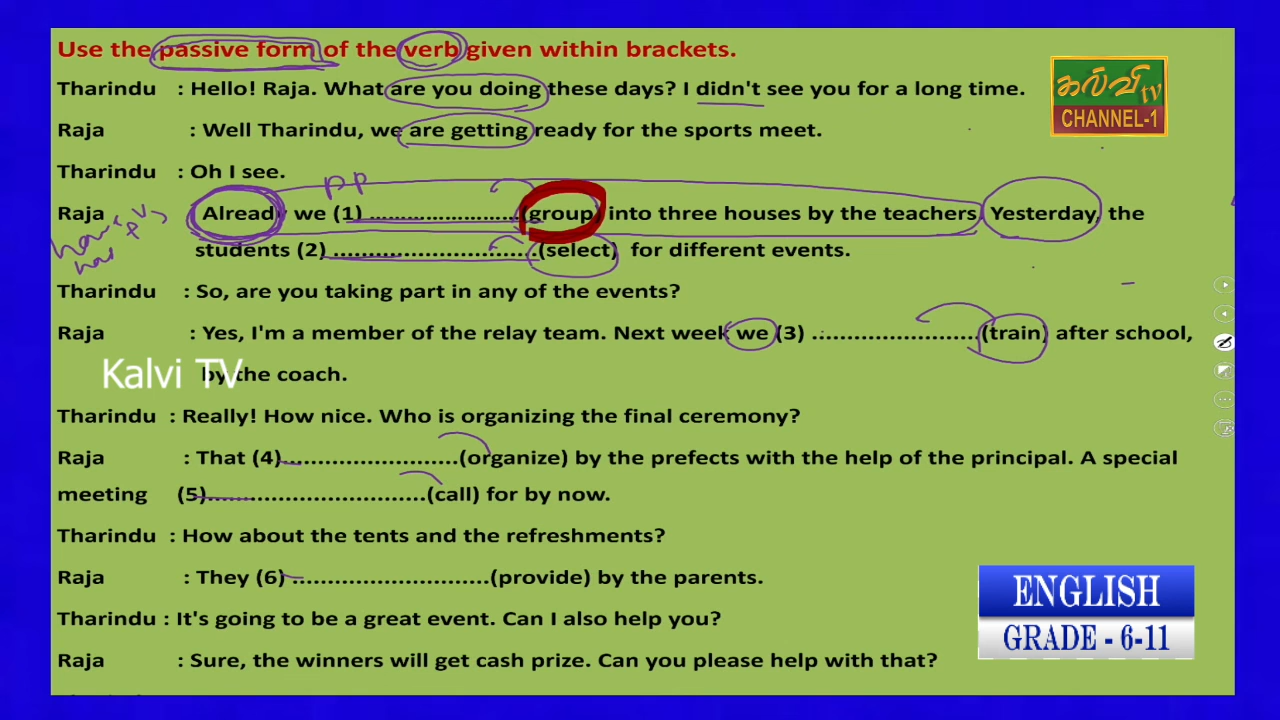 Use the passive form of the verb given within brackets.
Tharindu : Hello! Raja. What are you doing these days? I didn't see you for a long time.
Raja : Well Tharindu, we are getting ready for the sports meet.
Tharindu : Oh I see.
pp
Raja Already we (1)............................(group) into three houses by the teachers. Yesterday, the
students (2) .............................(select) for different events.
Tharindu : So, are you taking part in any of the events?
Raja : Yes, I'm a member of the relay team. Next week we (3) .......................(train) after school,
by the coach.
Tharindu : Really! How nice. Who is organizing the final ceremony?
Raja : That (4).........................(organize) by the prefects with the help of the principal. A special
meeting (5)...............................(call) for by now.
Tharindu : How about the tents and the refreshments?
Raja : They (6) ............................(provide) by the parents.
Tharindu : It's going to be a great event. Can I also help you?
Raja : Sure, the winners will get cash prize. Can you please help with that?
கல்வி tv
CHANNEL-1
Kalvi TV
ENGLISH
GRADE - 6-11